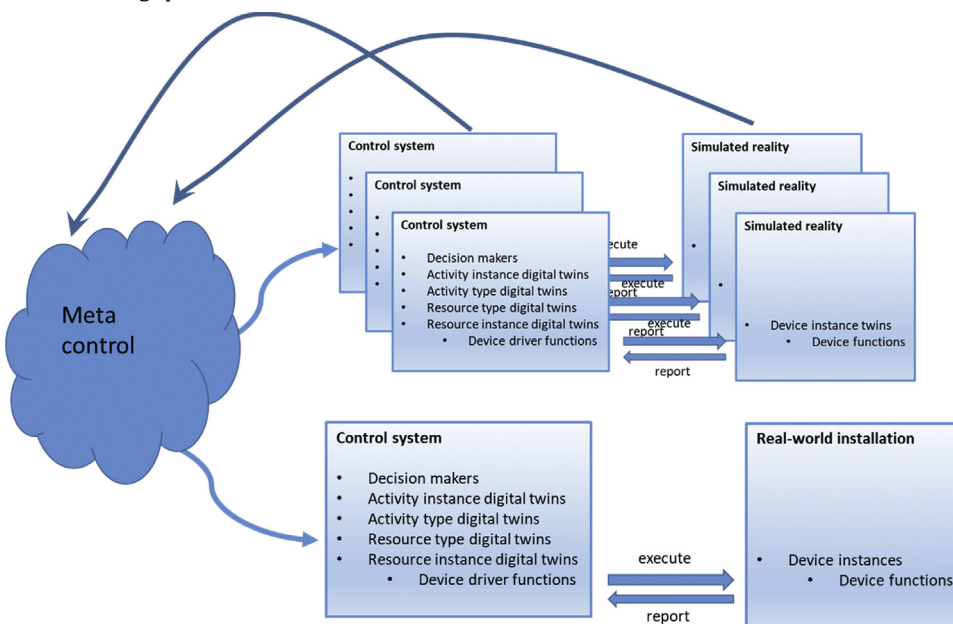 Meta
control
Control system
Control system
Control system
• Decision makers
• Activity instance digital twins
• Activity type digital twins
• Resource type digital twins
• Resource instance digital twins
• Device driver functions
execute
execute
report
execute
report
report
Simulated reality
Simulated reality
Simulated reality
• Device instance twins
• Device functions
Control system
• Decision makers
• Activity instance digital twins
• Activity type digital twins
• Resource type digital twins
• Resource instance digital twins
• Device driver functions
execute
report
Real-world installation
• Device instances
• Device functions